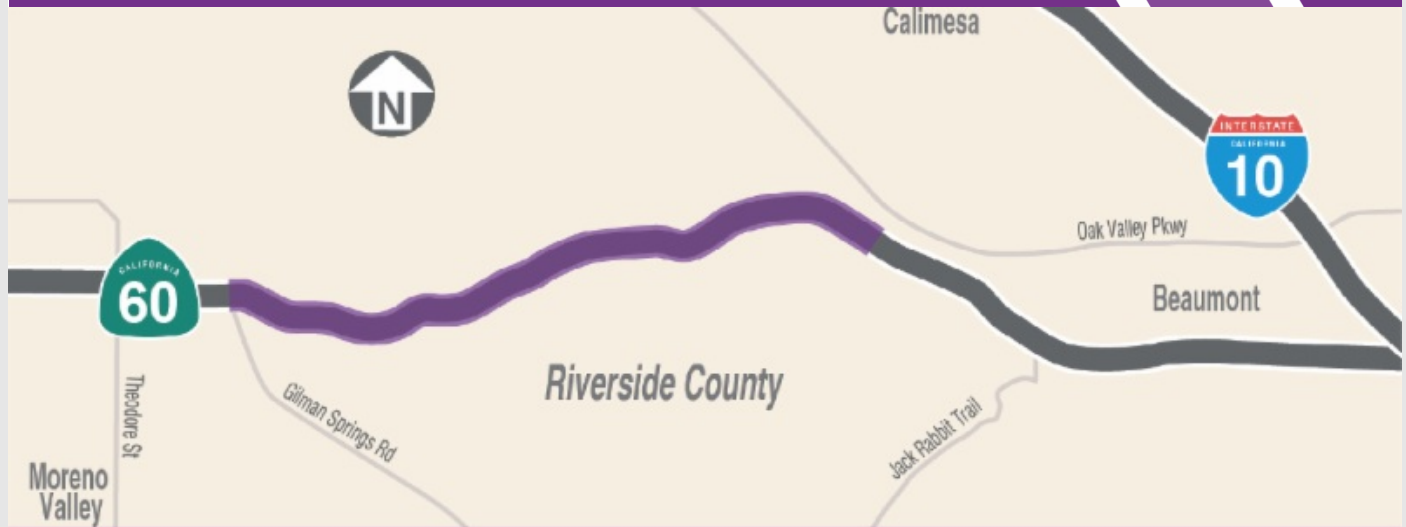 Calimesa
N
INTERSTATE
CALIFORNIA
10
Oak Valley Pkwy
CALIFORNIA
60
Beaumont
Theodore St
Gilman Springs Rd
Riverside County
Jack Rabbit Trail
Moreno
Valley